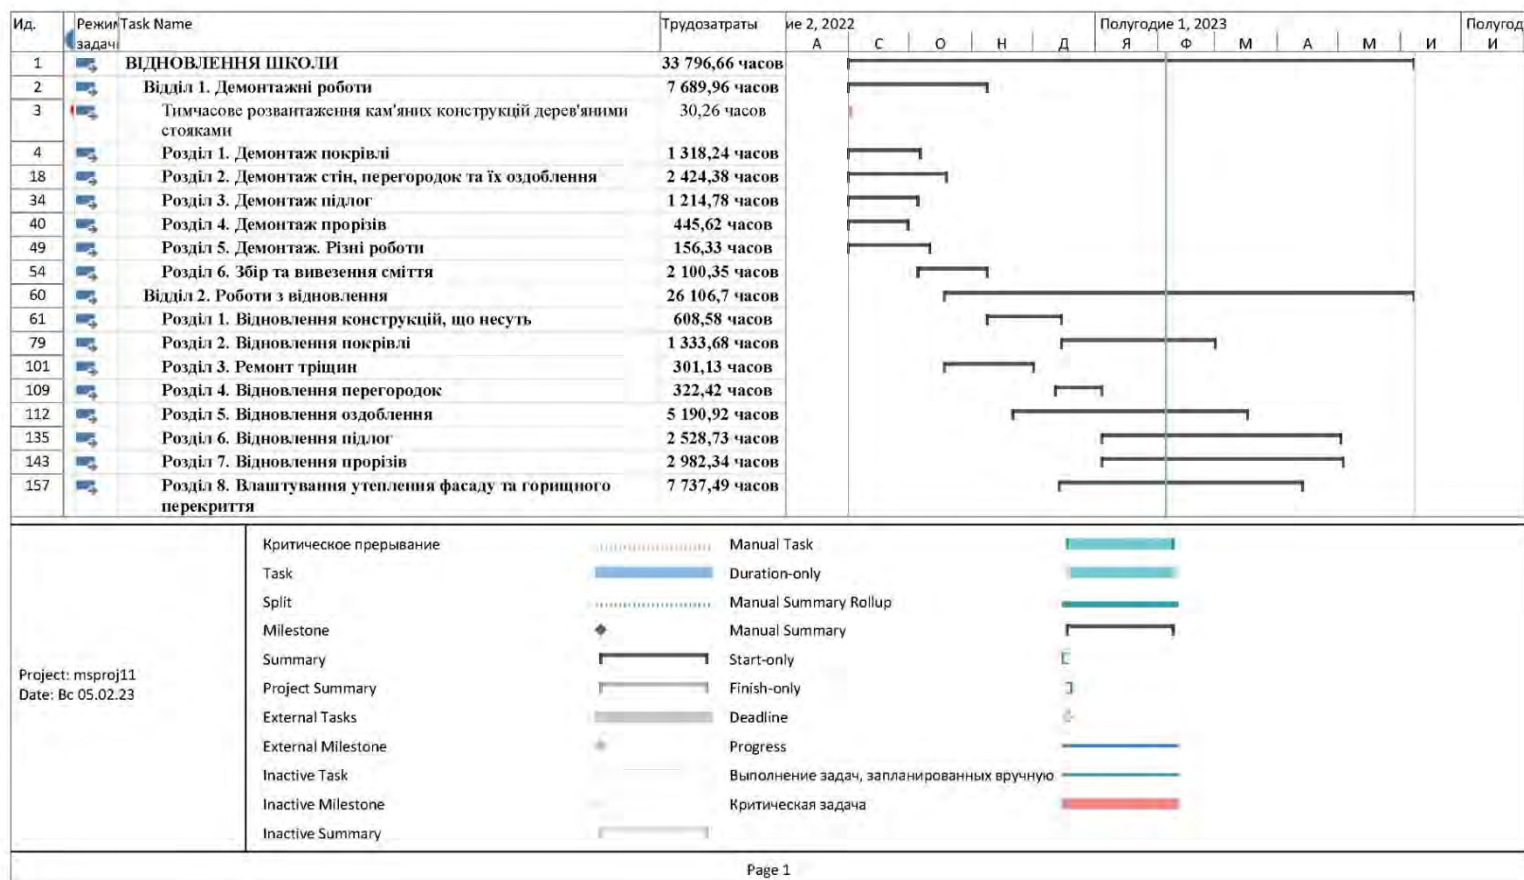 Ид. Режим Task Name Трудозатраты ие 2, 2022 Полугодие 1, 2023 Полугод
задачи А С О Н Д Я Ф М А М И И
1 ВІДНОВЛЕННЯ ШКОЛИ 33 796,66 часов
2 Відділ 1. Демонтажні роботи 7 689,96 часов
3 Тимчасове розвантаження кам'яних конструкцій дерев'яними 30,26 часов
стояками
4 Розділ 1. Демонтаж покрівлі 1 318,24 часов
18 Розділ 2. Демонтаж стін, перегородок та їх оздоблення 2 424,38 часов
34 Розділ 3. Демонтаж підлог 1 214,78 часов
40 Розділ 4. Демонтаж прорізів 445,62 часов
49 Розділ 5. Демонтаж. Різні роботи 156,33 часов
54 Розділ 6. Збір та вивезення сміття 2 100,35 часов
60 Відділ 2. Роботи з відновлення 26 106,7 часов
61 Розділ 1. Відновлення конструкцій, що несуть 608,58 часов
79 Розділ 2. Відновлення покрівлі 1 333,68 часов
101 Розділ 3. Ремонт тріщин 301,13 часов
109 Розділ 4. Відновлення перегородок 322,42 часов
112 Розділ 5. Відновлення оздоблення 5 190,92 часов
135 Розділ 6. Відновлення підлог 2 528,73 часов
143 Розділ 7. Відновлення прорізів 2 982,34 часов
157 Розділ 8. Влаштування утеплення фасаду та горищного 7 737,49 часов
перекриття
Project: msproj11
Date: Вс 05.02.23
Критическое прерывание
Task
Split
Milestone
Summary
Project Summary
External Tasks
External Milestone
Inactive Task
Inactive Milestone
Inactive Summary
Manual Task
Duration-only
Manual Summary Rollup
Manual Summary
Start-only
Finish-only
Deadline
Progress
Выполнение задач, запланированных вручную
Критическая задача
Page 1